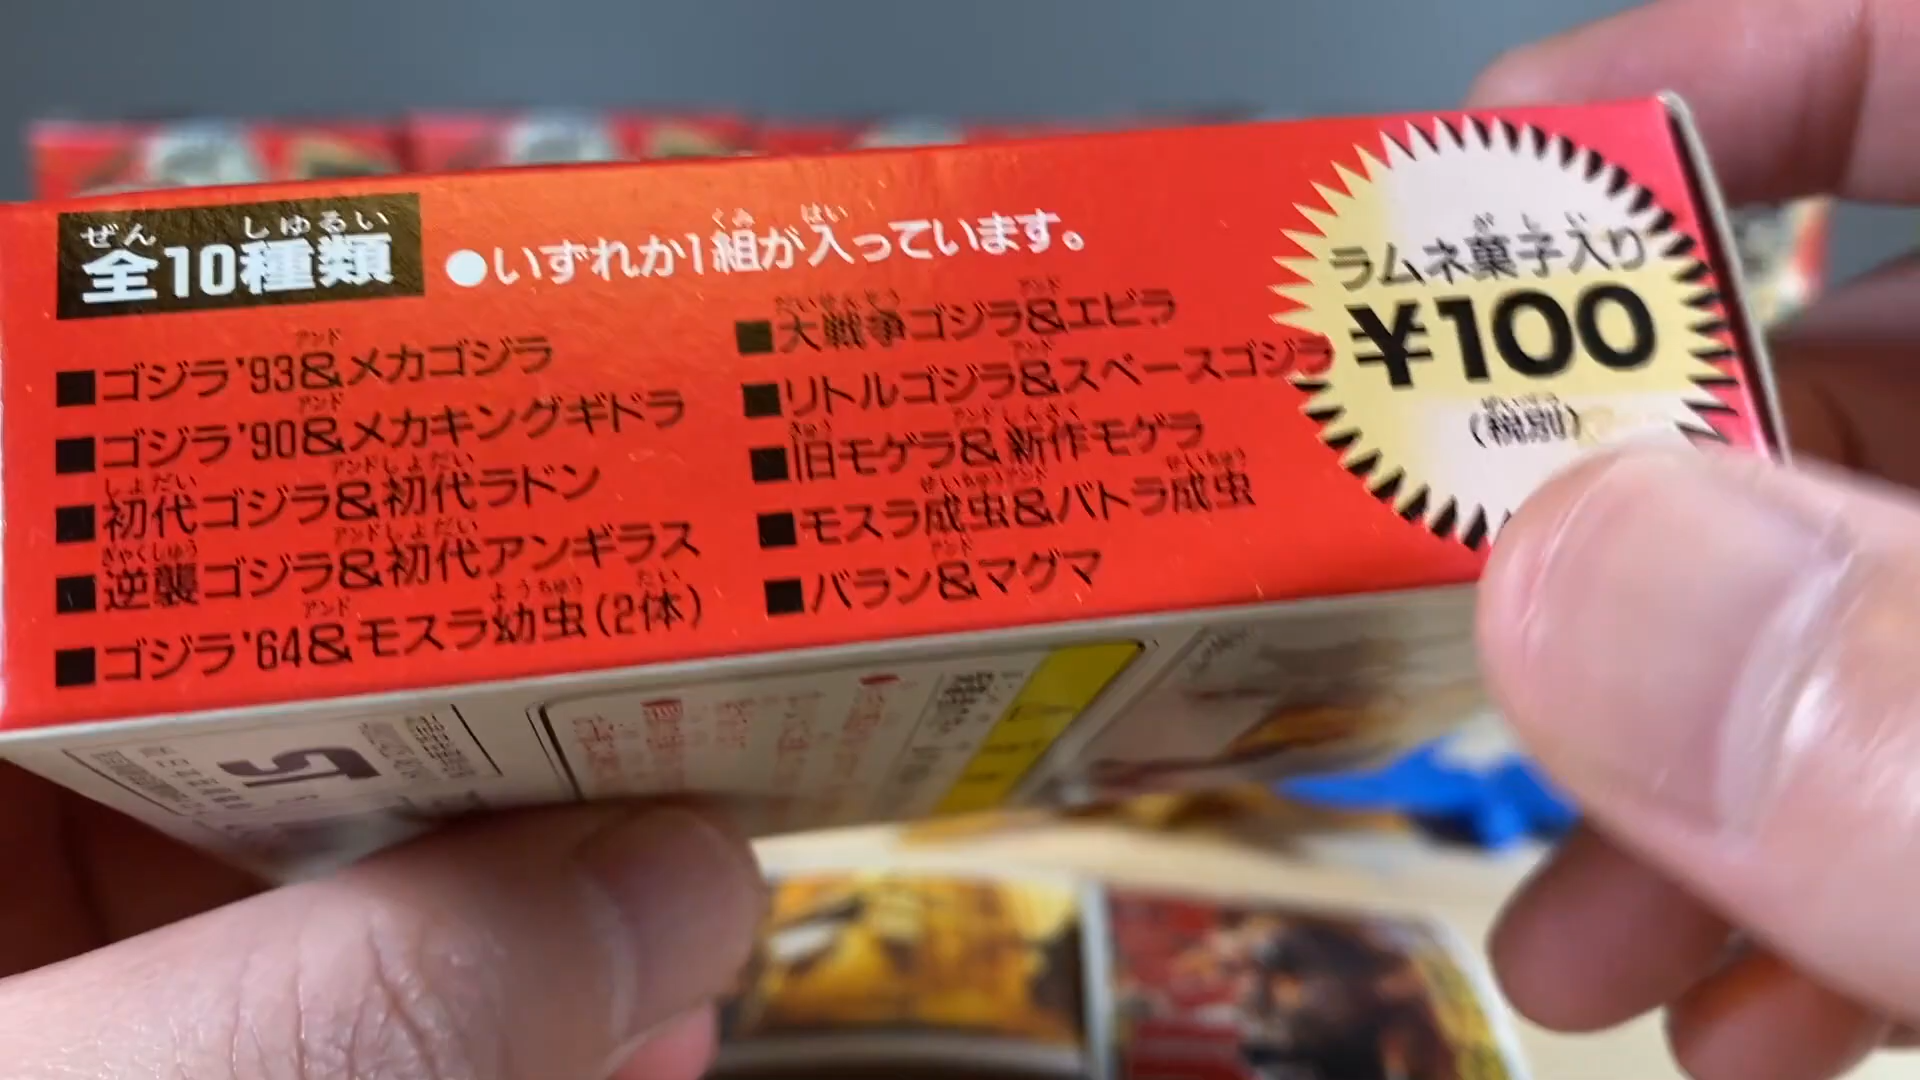 全10種類
●いずれか1組が入っています。
■ゴジラ'93&メカゴジラ
■ゴジラ'90&メカキングギドラ
■初代ゴジラ&初代ラドン
■逆襲ゴジラ&初代アンギラス
■ゴジラ'64&モスラ幼虫(2体)
■大戦争ゴジラ&エビラ
■リトルゴジラ&スペースゴジラ
■旧モゲラ&新作モゲラ
■モスラ成虫&バトラ成虫
■バラン&マグマ
ラムネ菓子入り
¥100
(税別)
ST